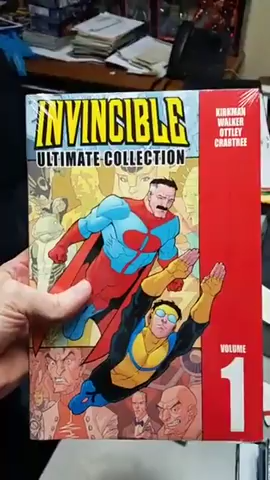 INVINCIBLE
ULTIMATE COLLECTION
KIRKMAN
WALKER
OTTLEY
CRABTREE
VOLUME
1